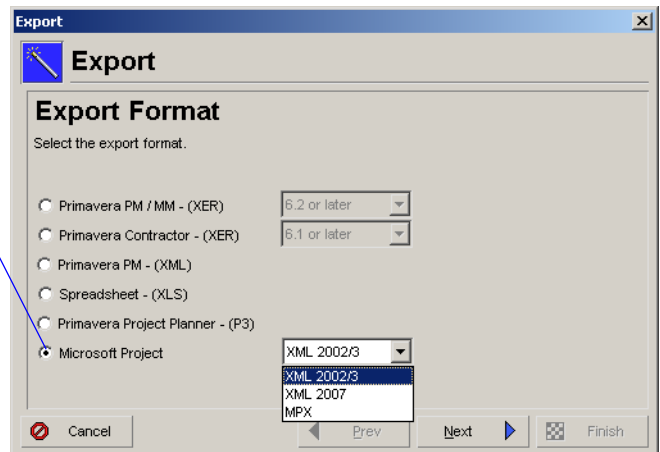 Export
Export
Export Format
Select the export format.
Primavera PM / MM - (XER) 6.2 or later
Primavera Contractor - (XER) 6.1 or later
Primavera PM - (XML)
Spreadsheet - (XLS)
Primavera Project Planner - (P3)
Microsoft Project XML 2002/3
XML 2002/3
XML 2007
MPX
Cancel Prev Next Finish